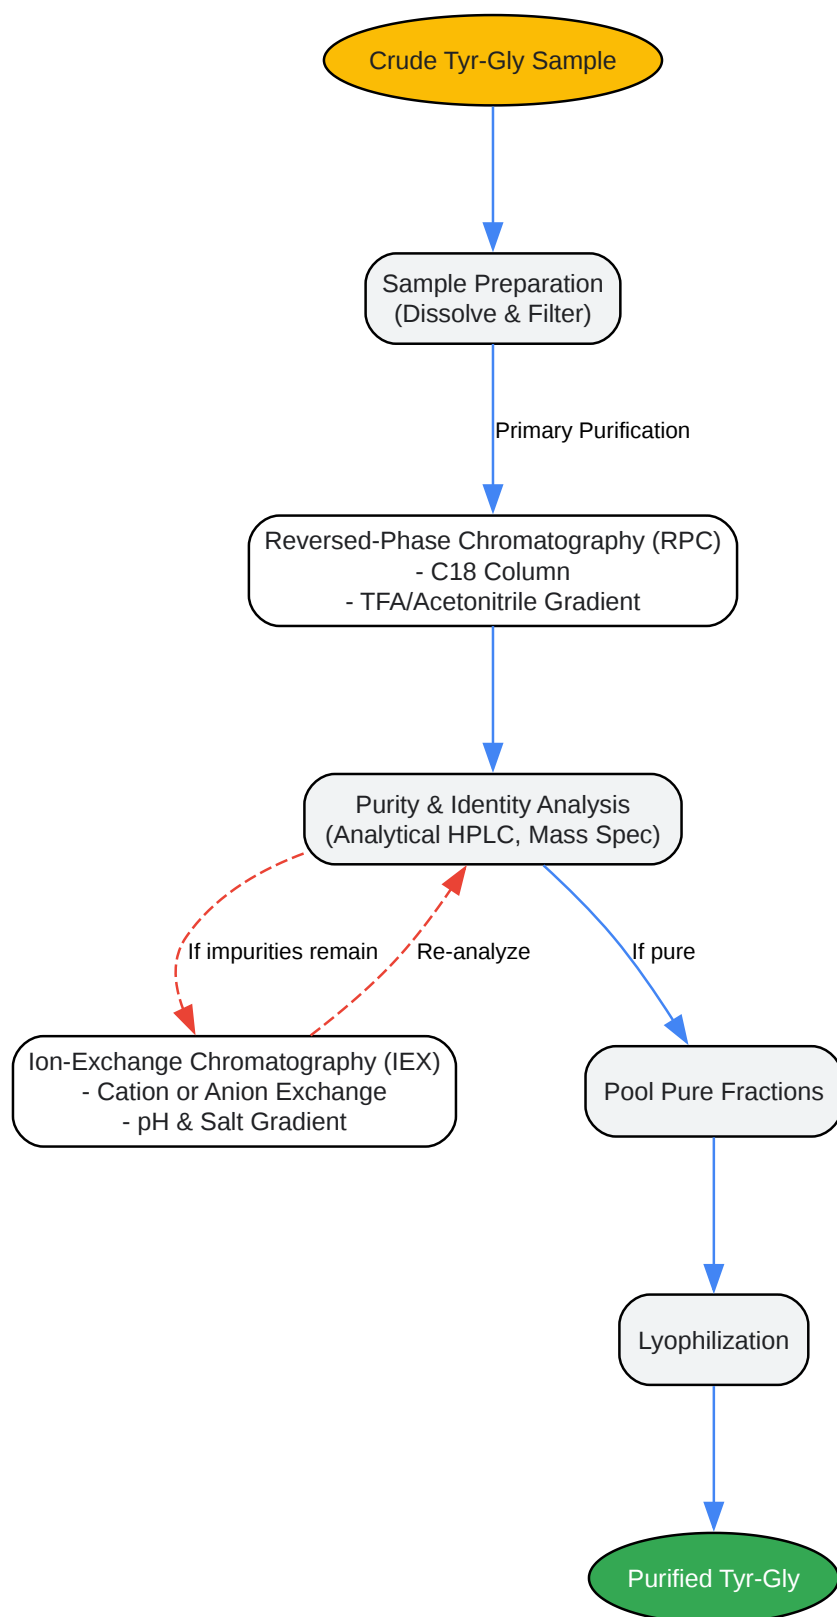 Crude Tyr-Gly Sample
Sample Preparation
(Dissolve & Filter)
Primary Purification
Reversed-Phase Chromatography (RPC)
- C18 Column
- TFA/Acetonitrile Gradient
Purity & Identity Analysis
(Analytical HPLC, Mass Spec)
If impurities remain
Re-analyze
If pure
Ion-Exchange Chromatography (IEX)
- Cation or Anion Exchange
- pH & Salt Gradient
Pool Pure Fractions
Lyophilization
Purified Tyr-Gly